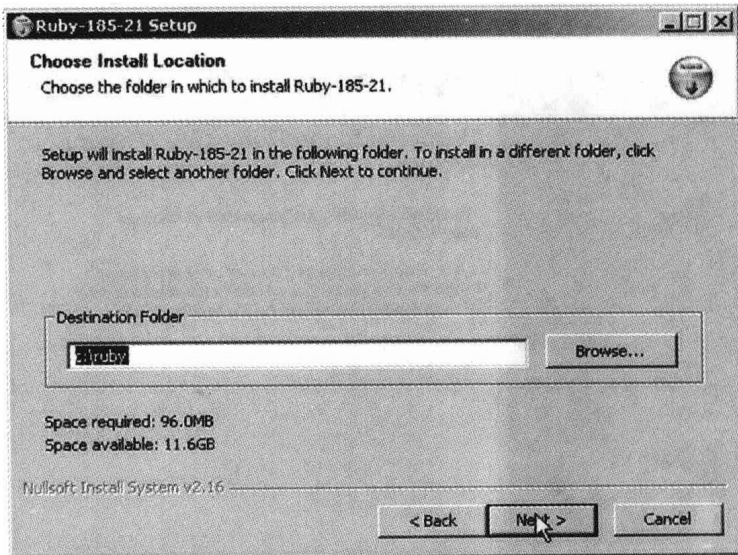 Ruby-185-21 Setup
Choose Install Location
Choose the folder in which to install Ruby-185-21.
Setup will install Ruby-185-21 in the following folder. To install in a different folder, click
Browse and select another folder. Click Next to continue.
Destination Folder
c:\ruby
Browse...
Space required: 96.0MB
Space available: 11.6GB
Nullsoft Install System v2.16
< Back
Next >
Cancel